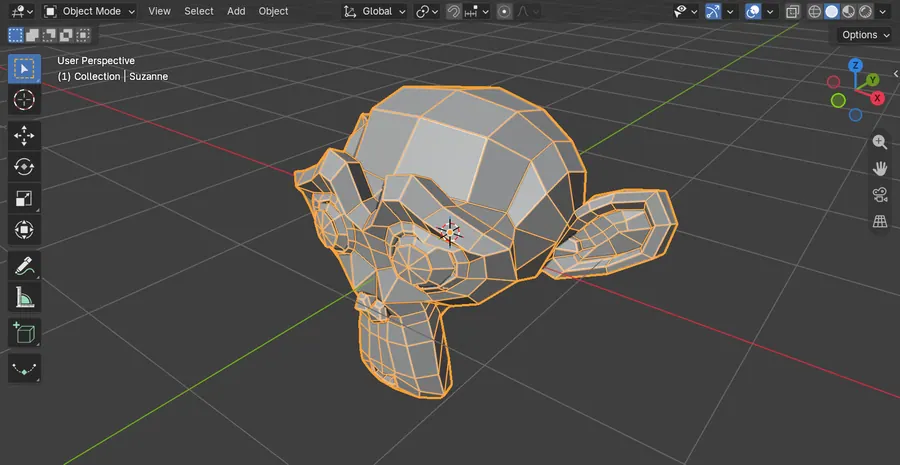 Object Mode View Select Add Object Global
Options
User Perspective
(1) Collection | Suzanne
Z
Y
X